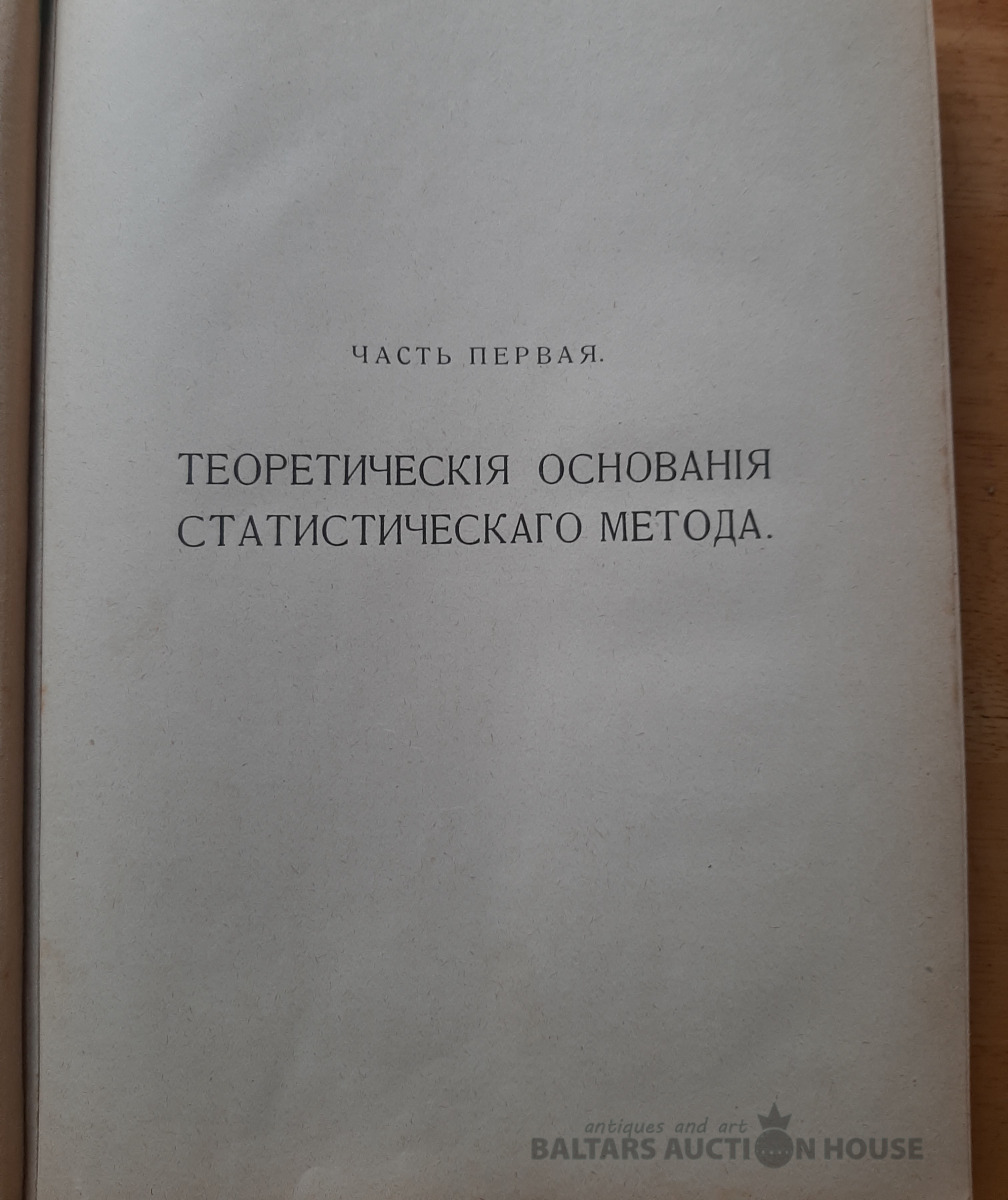 ЧАСТЬ ПЕРВАЯ.
ТЕОРЕТИЧЕСКІЯ ОСНОВАНІЯ
СТАТИСТИЧЕСКАГО МЕТОДА.
antiques and art
BALTARS AUCTION HOUSE